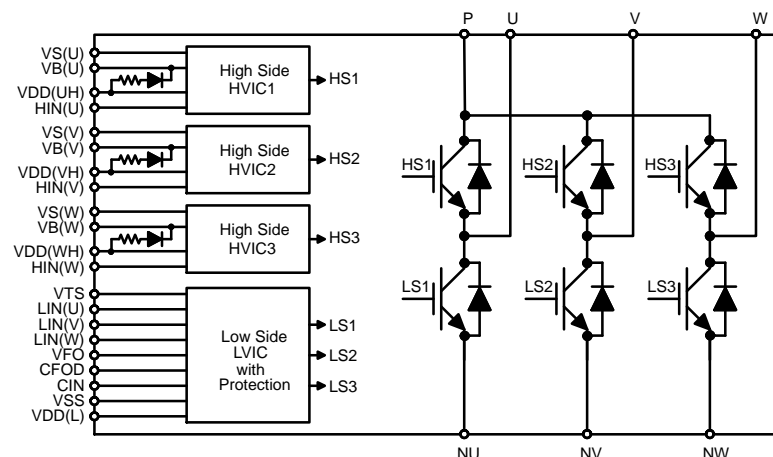 P U V W
VS(U)
VB(U)
VDD(UH)
HIN(U)
High Side
HVIC1
HS1
VS(V)
VB(V)
VDD(VH)
HIN(V)
High Side
HVIC2
HS2
VS(W)
VB(W)
VDD(WH)
HIN(W)
High Side
HVIC3
HS3
VTS
LIN(U)
LIN(V)
LIN(W)
VFO
CFOD
CIN
VSS
VDD(L)
Low Side
LVIC
with
Protection
LS1
LS2
LS3
HS1 HS2 HS3
LS1 LS2 LS3
NU NV NW